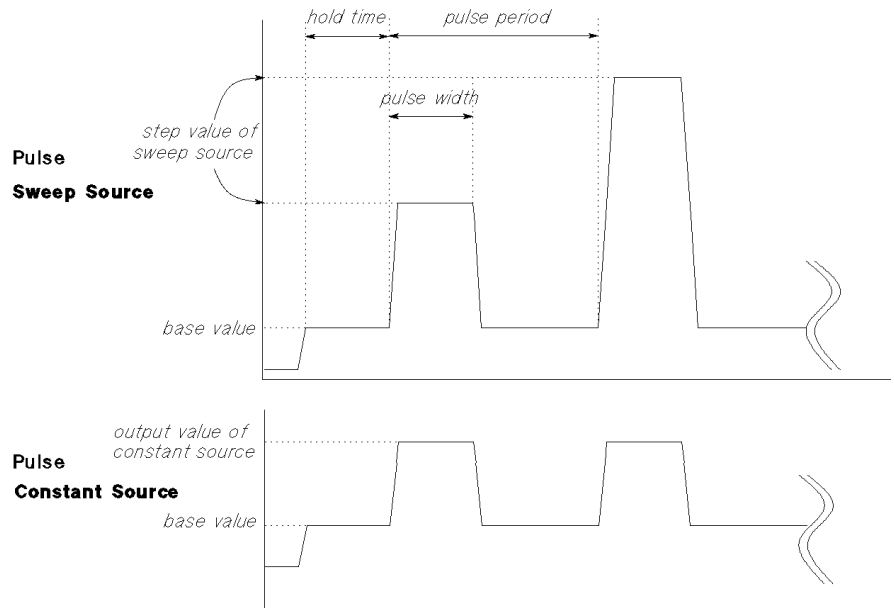 hold time
pulse period
pulse width
step value of
sweep source
Pulse
Sweep Source
base value
output value of
constant source
Pulse
Constant Source
base value